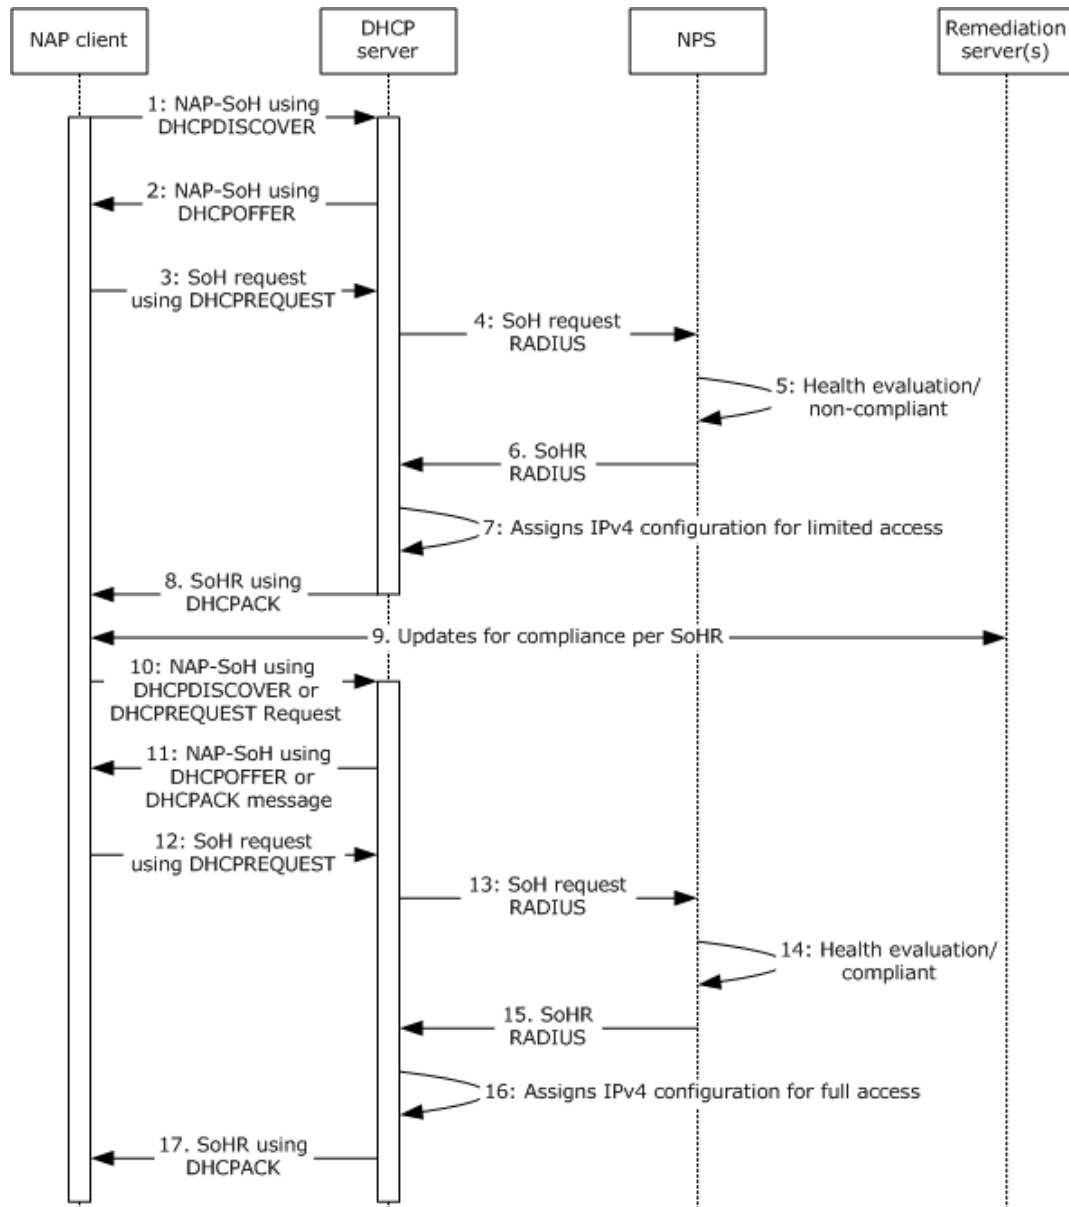 NAP client
DHCP
server
NPS
Remediation
server(s)
1: NAP-SoH using
DHCPDISCOVER
2: NAP-SoH using
DHCPOFFER
3: SoH request
using DHCPREQUEST
4: SoH request
RADIUS
5: Health evaluation/
non-compliant
6. SoHR
RADIUS
7: Assigns IPv4 configuration for limited access
8. SoHR using
DHCPACK
9. Updates for compliance per SoHR
10: NAP-SoH using
DHCPDISCOVER or
DHCPREQUEST Request
11: NAP-SoH using
DHCPOFFER or
DHCPACK message
12: SoH request
using DHCPREQUEST
13: SoH request
RADIUS
14: Health evaluation/
compliant
15. SoHR
RADIUS
16: Assigns IPv4 configuration for full access
17. SoHR using
DHCPACK